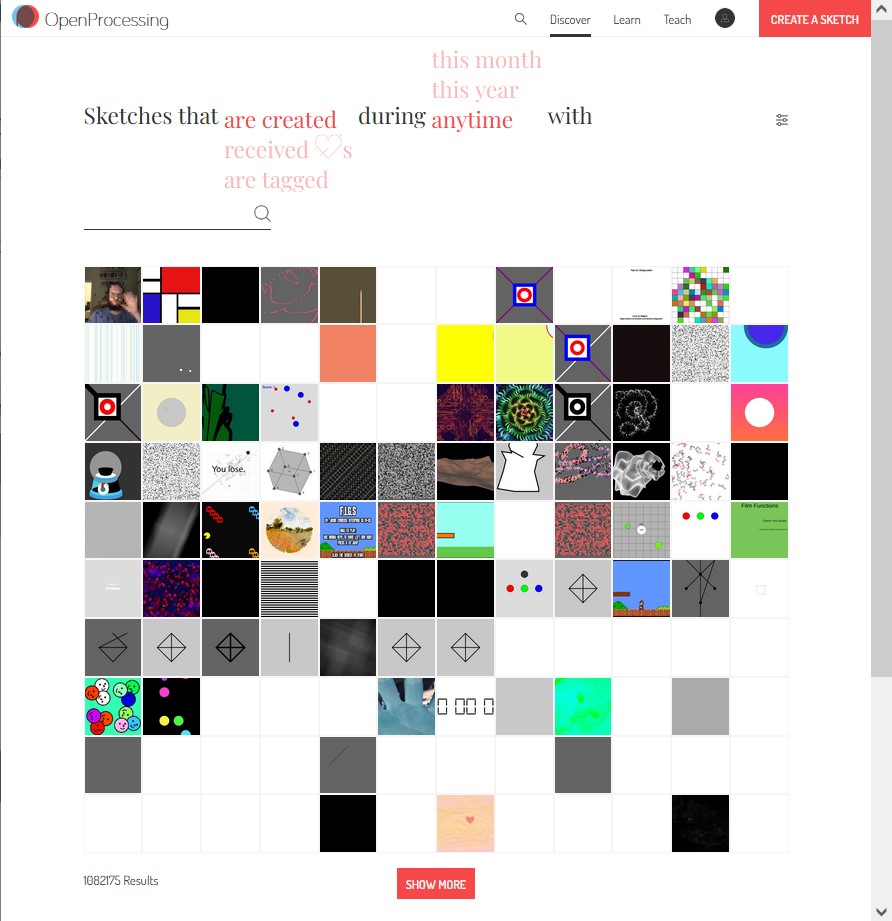 OpenProcessing
Discover
Learn
Teach
CREATE A SKETCH
this month
this year
Sketches that are created during anytime with
received ♡s
are tagged
You lose.
F.I.G.S
Film Functions
0 000 0
1082175 Results
SHOW MORE